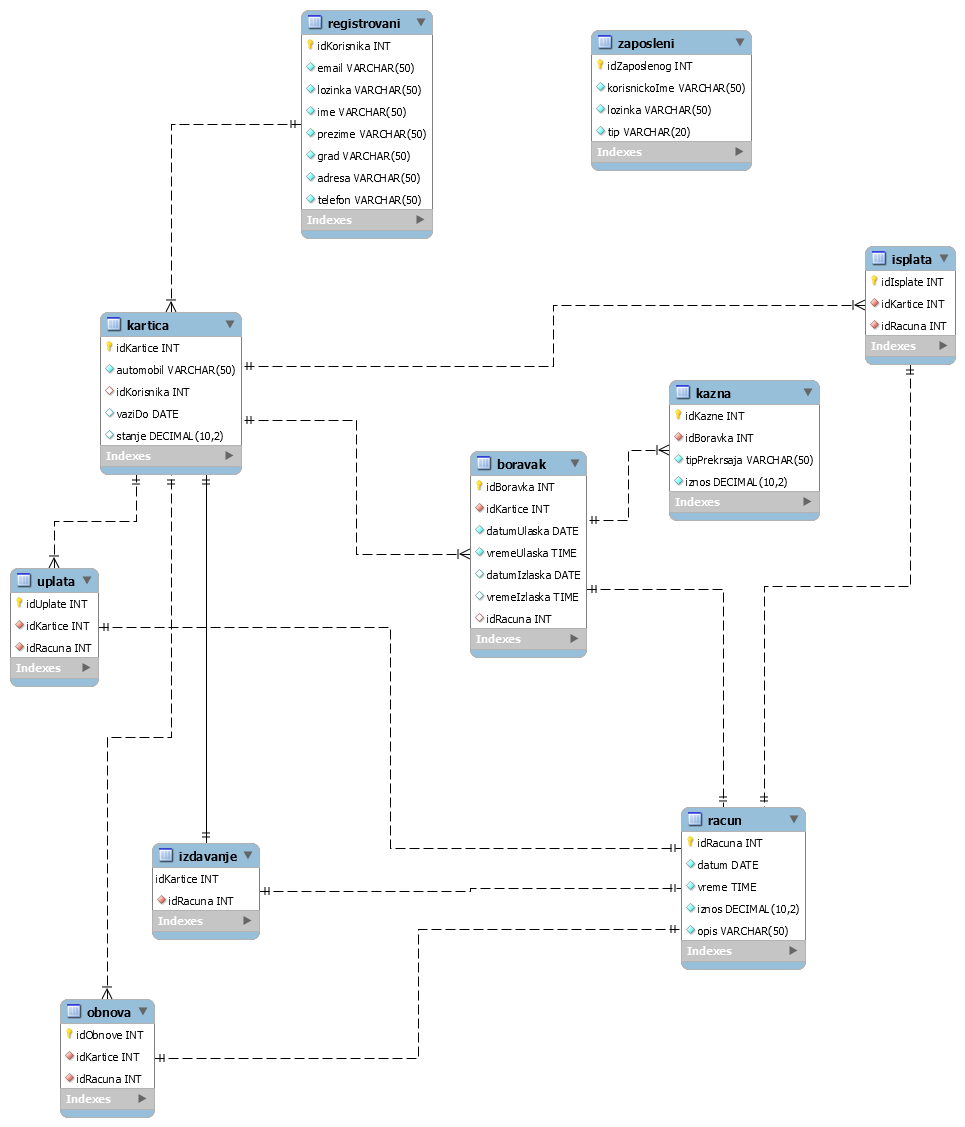 registrovani
idKorisnika INT
email VARCHAR(50)
lozinka VARCHAR(50)
ime VARCHAR(50)
prezime VARCHAR(50)
grad VARCHAR(50)
adresa VARCHAR(50)
telefon VARCHAR(50)
Indexes
zaposleni
idZaposlenog INT
korisnickoIme VARCHAR(50)
lozinka VARCHAR(50)
tip VARCHAR(20)
Indexes
isplata
idIsplate INT
idKartice INT
idRacuna INT
Indexes
kartica
idKartice INT
automobil VARCHAR(50)
idKorisnika INT
vaziDo DATE
stanje DECIMAL(10,2)
Indexes
kazna
idKazne INT
idBoravka INT
tipPrekrsaja VARCHAR(50)
iznos DECIMAL(10,2)
Indexes
boravak
idBoravka INT
idKartice INT
datumUlaska DATE
vremeUlaska TIME
datumIzlaska DATE
vremeIzlaska TIME
idRacuna INT
Indexes
uplata
idUplate INT
idKartice INT
idRacuna INT
Indexes
racun
idRacuna INT
datum DATE
vreme TIME
iznos DECIMAL(10,2)
opis VARCHAR(50)
Indexes
izdavanje
idKartice INT
idRacuna INT
Indexes
obnova
idObnove INT
idKartice INT
idRacuna INT
Indexes